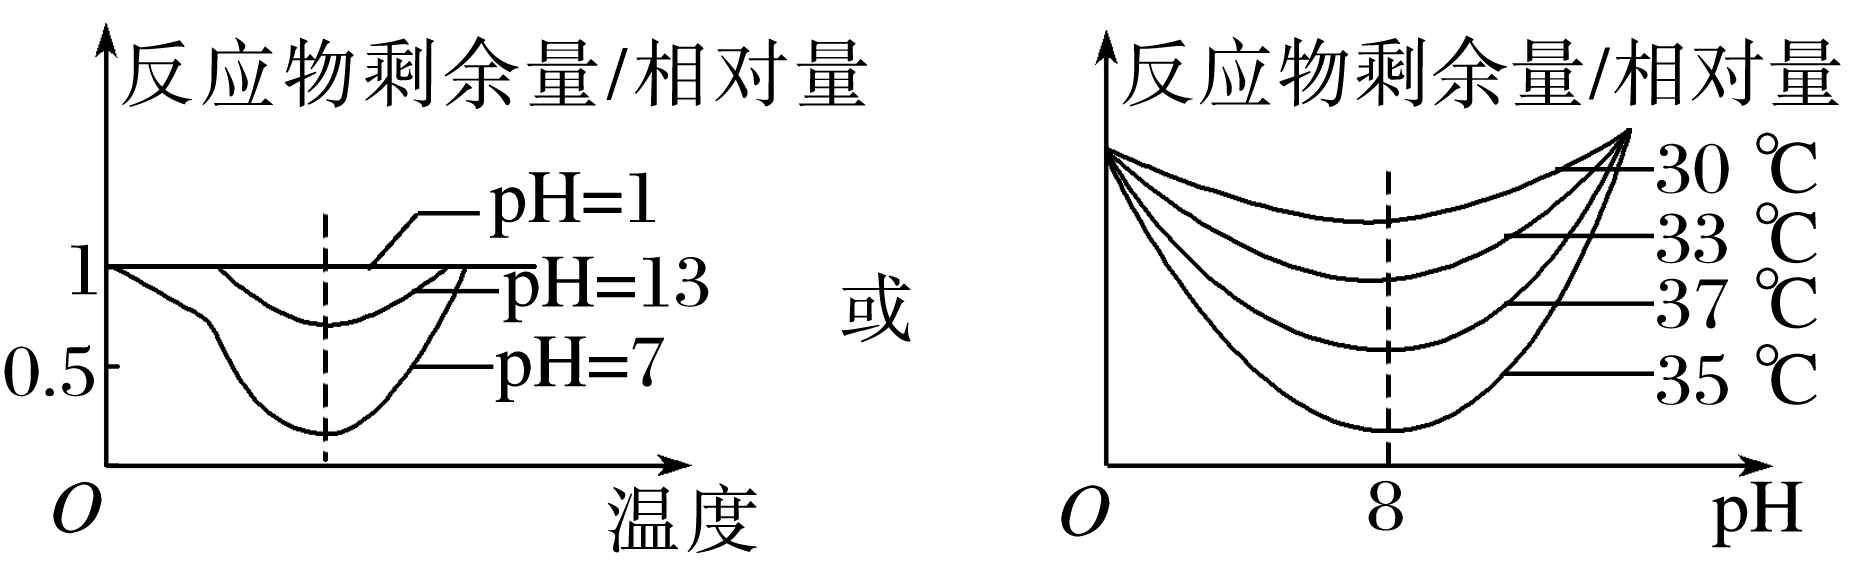 反应物剩余量/相对量
pH=1
1
pH=13
0.5
pH=7
O
温度
或
反应物剩余量/相对量
30 ℃
33 ℃
37 ℃
35 ℃
O
8
pH